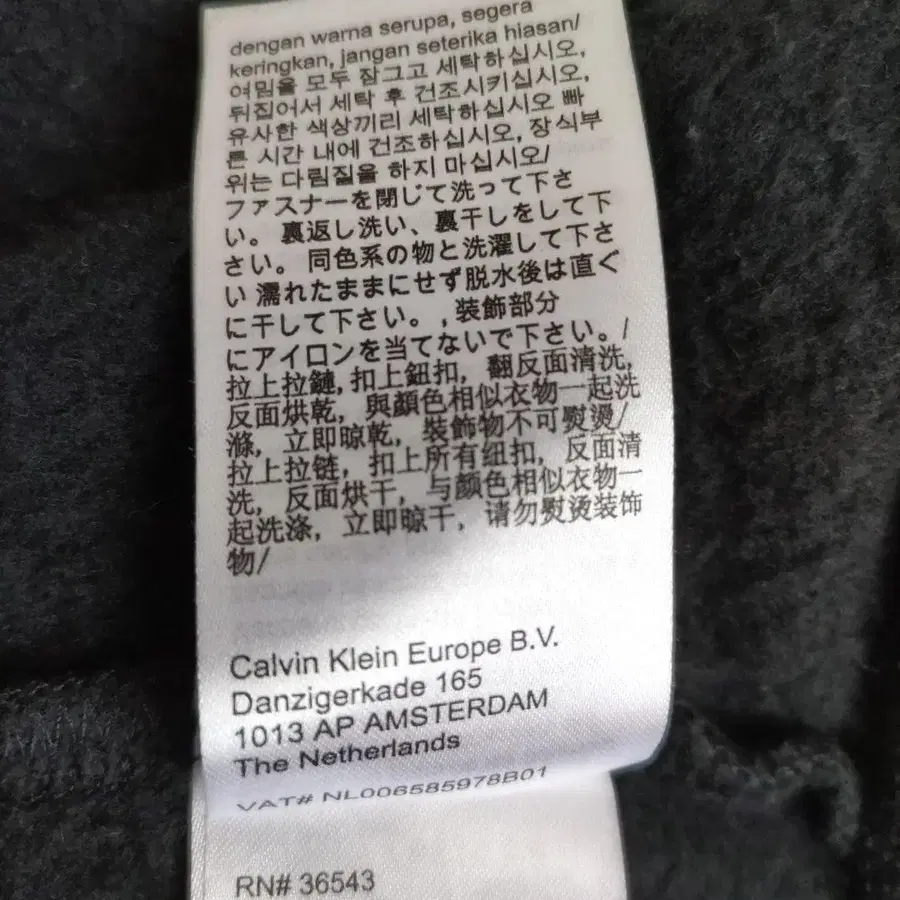 dengan warna serupa, segera
keringkan, jangan seterika hiasan/
여밈을 모두 잠그고 세탁하십시오,
뒤집어서 세탁 후 건조시키십시오,
유사한 색상끼리 세탁하십시오 빠
른 시간 내에 건조하십시오, 장식부
위는 다림질을 하지 마십시오/
ファスナーを閉じて洗って下さ
い。 裏返し洗い、裏干しをして下
さい。 同色系の物と洗濯して下さ
い 濡れたままにせず脱水後は直ぐ
に干して下さい。 , 装飾部分
にアイロンを当てないで下さい。/
拉上拉鏈, 扣上鈕扣, 翻反面清洗,
反面烘乾, 與顏色相似衣物一起洗
滌, 立即晾乾, 裝飾物不可熨燙/
拉上拉链, 扣上所有纽扣, 反面清
洗, 反面烘干, 与颜色相似衣物一
起洗涤, 立即晾干, 请勿熨烫装饰
物/
Calvin Klein Europe B.V.
Danzigerkade 165
1013 AP AMSTERDAM
The Netherlands
VAT# NL006585978B01
RN# 36543